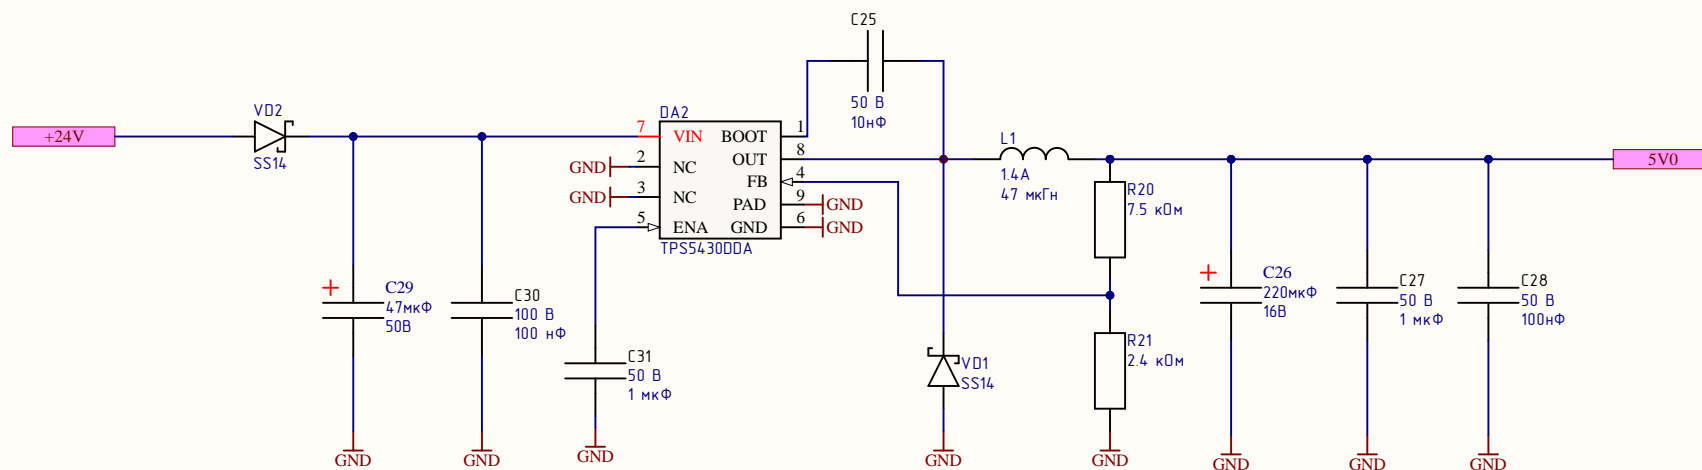 C25
50 В
10нФ
+24V
VD2
SS14
DA2
7
VIN
BOOT
1
GND
2
NC
OUT
8
FB
4
GND
3
NC
PAD
9
GND
5
ENA
GND
6
GND
TPS5430DDA
L1
1.4А
47 мкГн
5V0
R20
7.5 кОм
+
C29
47мкФ
50В
C30
100 В
100 нФ
C31
50 В
1 мкФ
VD1
SS14
R21
2.4 кОм
+
C26
220мкФ
16В
C27
50 В
1 мкФ
C28
50 В
100нФ
GND
GND
GND
GND
GND
GND
GND
GND